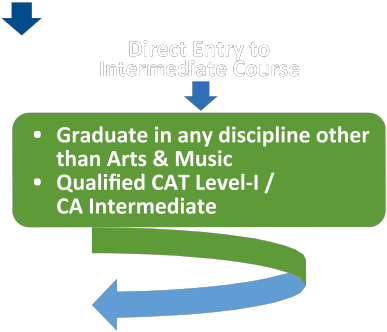 Direct Entry to
Intermediate Course
• Graduate in any discipline other
than Arts & Music
• Qualified CAT Level-I /
CA Intermediate